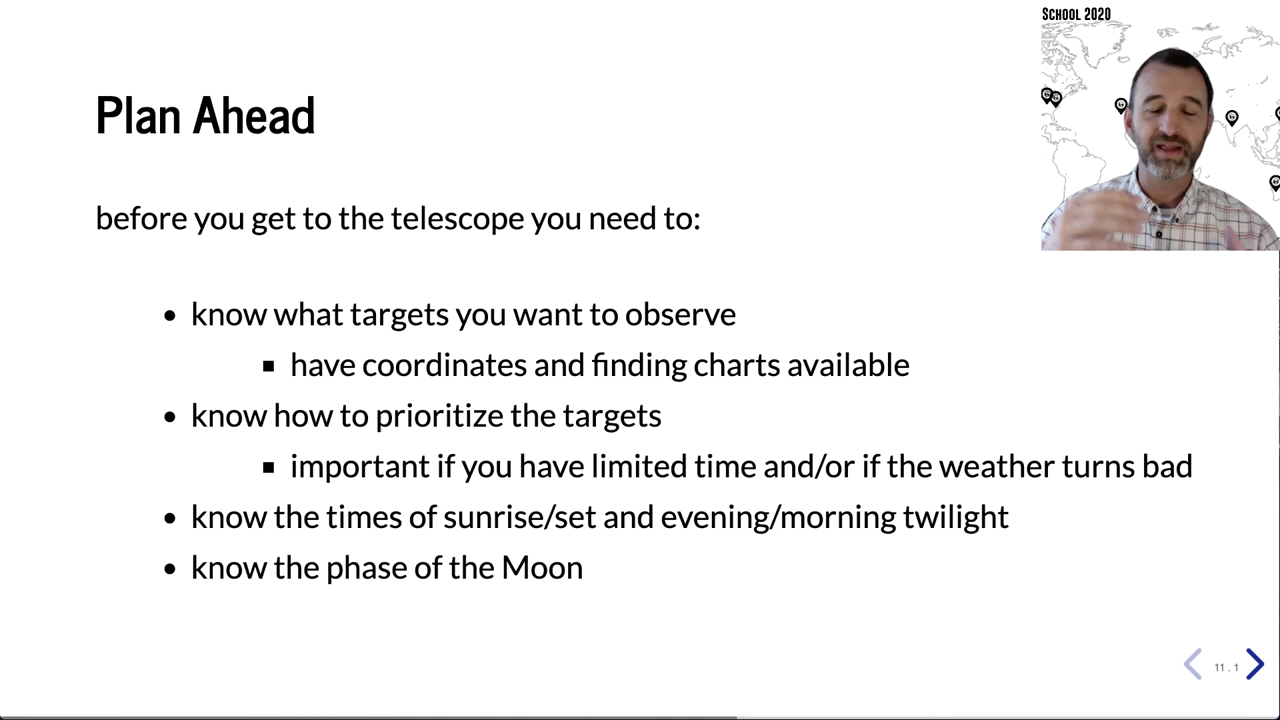 SCHOOL 2020
Plan Ahead
before you get to the telescope you need to:
know what targets you want to observe
have coordinates and finding charts available
know how to prioritize the targets
important if you have limited time and/or if the weather turns bad
know the times of sunrise/set and evening/morning twilight
know the phase of the Moon
11.1